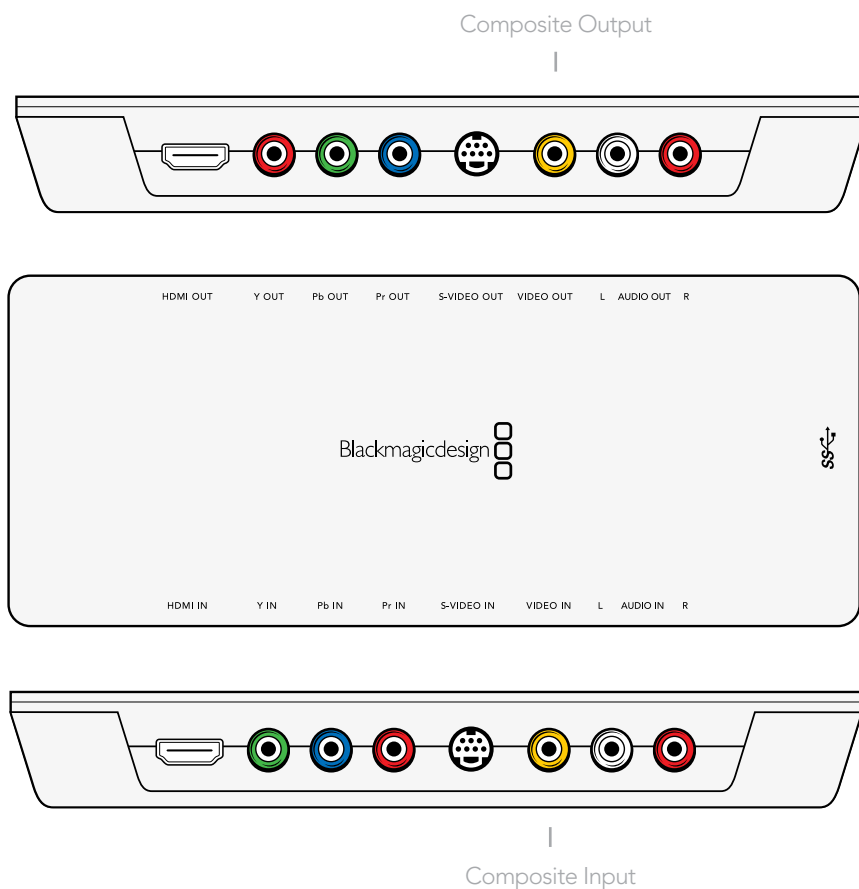 Composite Output
HDMI OUT Y OUT Pb OUT Pr OUT S-VIDEO OUT VIDEO OUT L AUDIO OUT R
Blackmagicdesign
SS
HDMI IN Y IN Pb IN Pr IN S-VIDEO IN VIDEO IN L AUDIO IN R
Composite Input